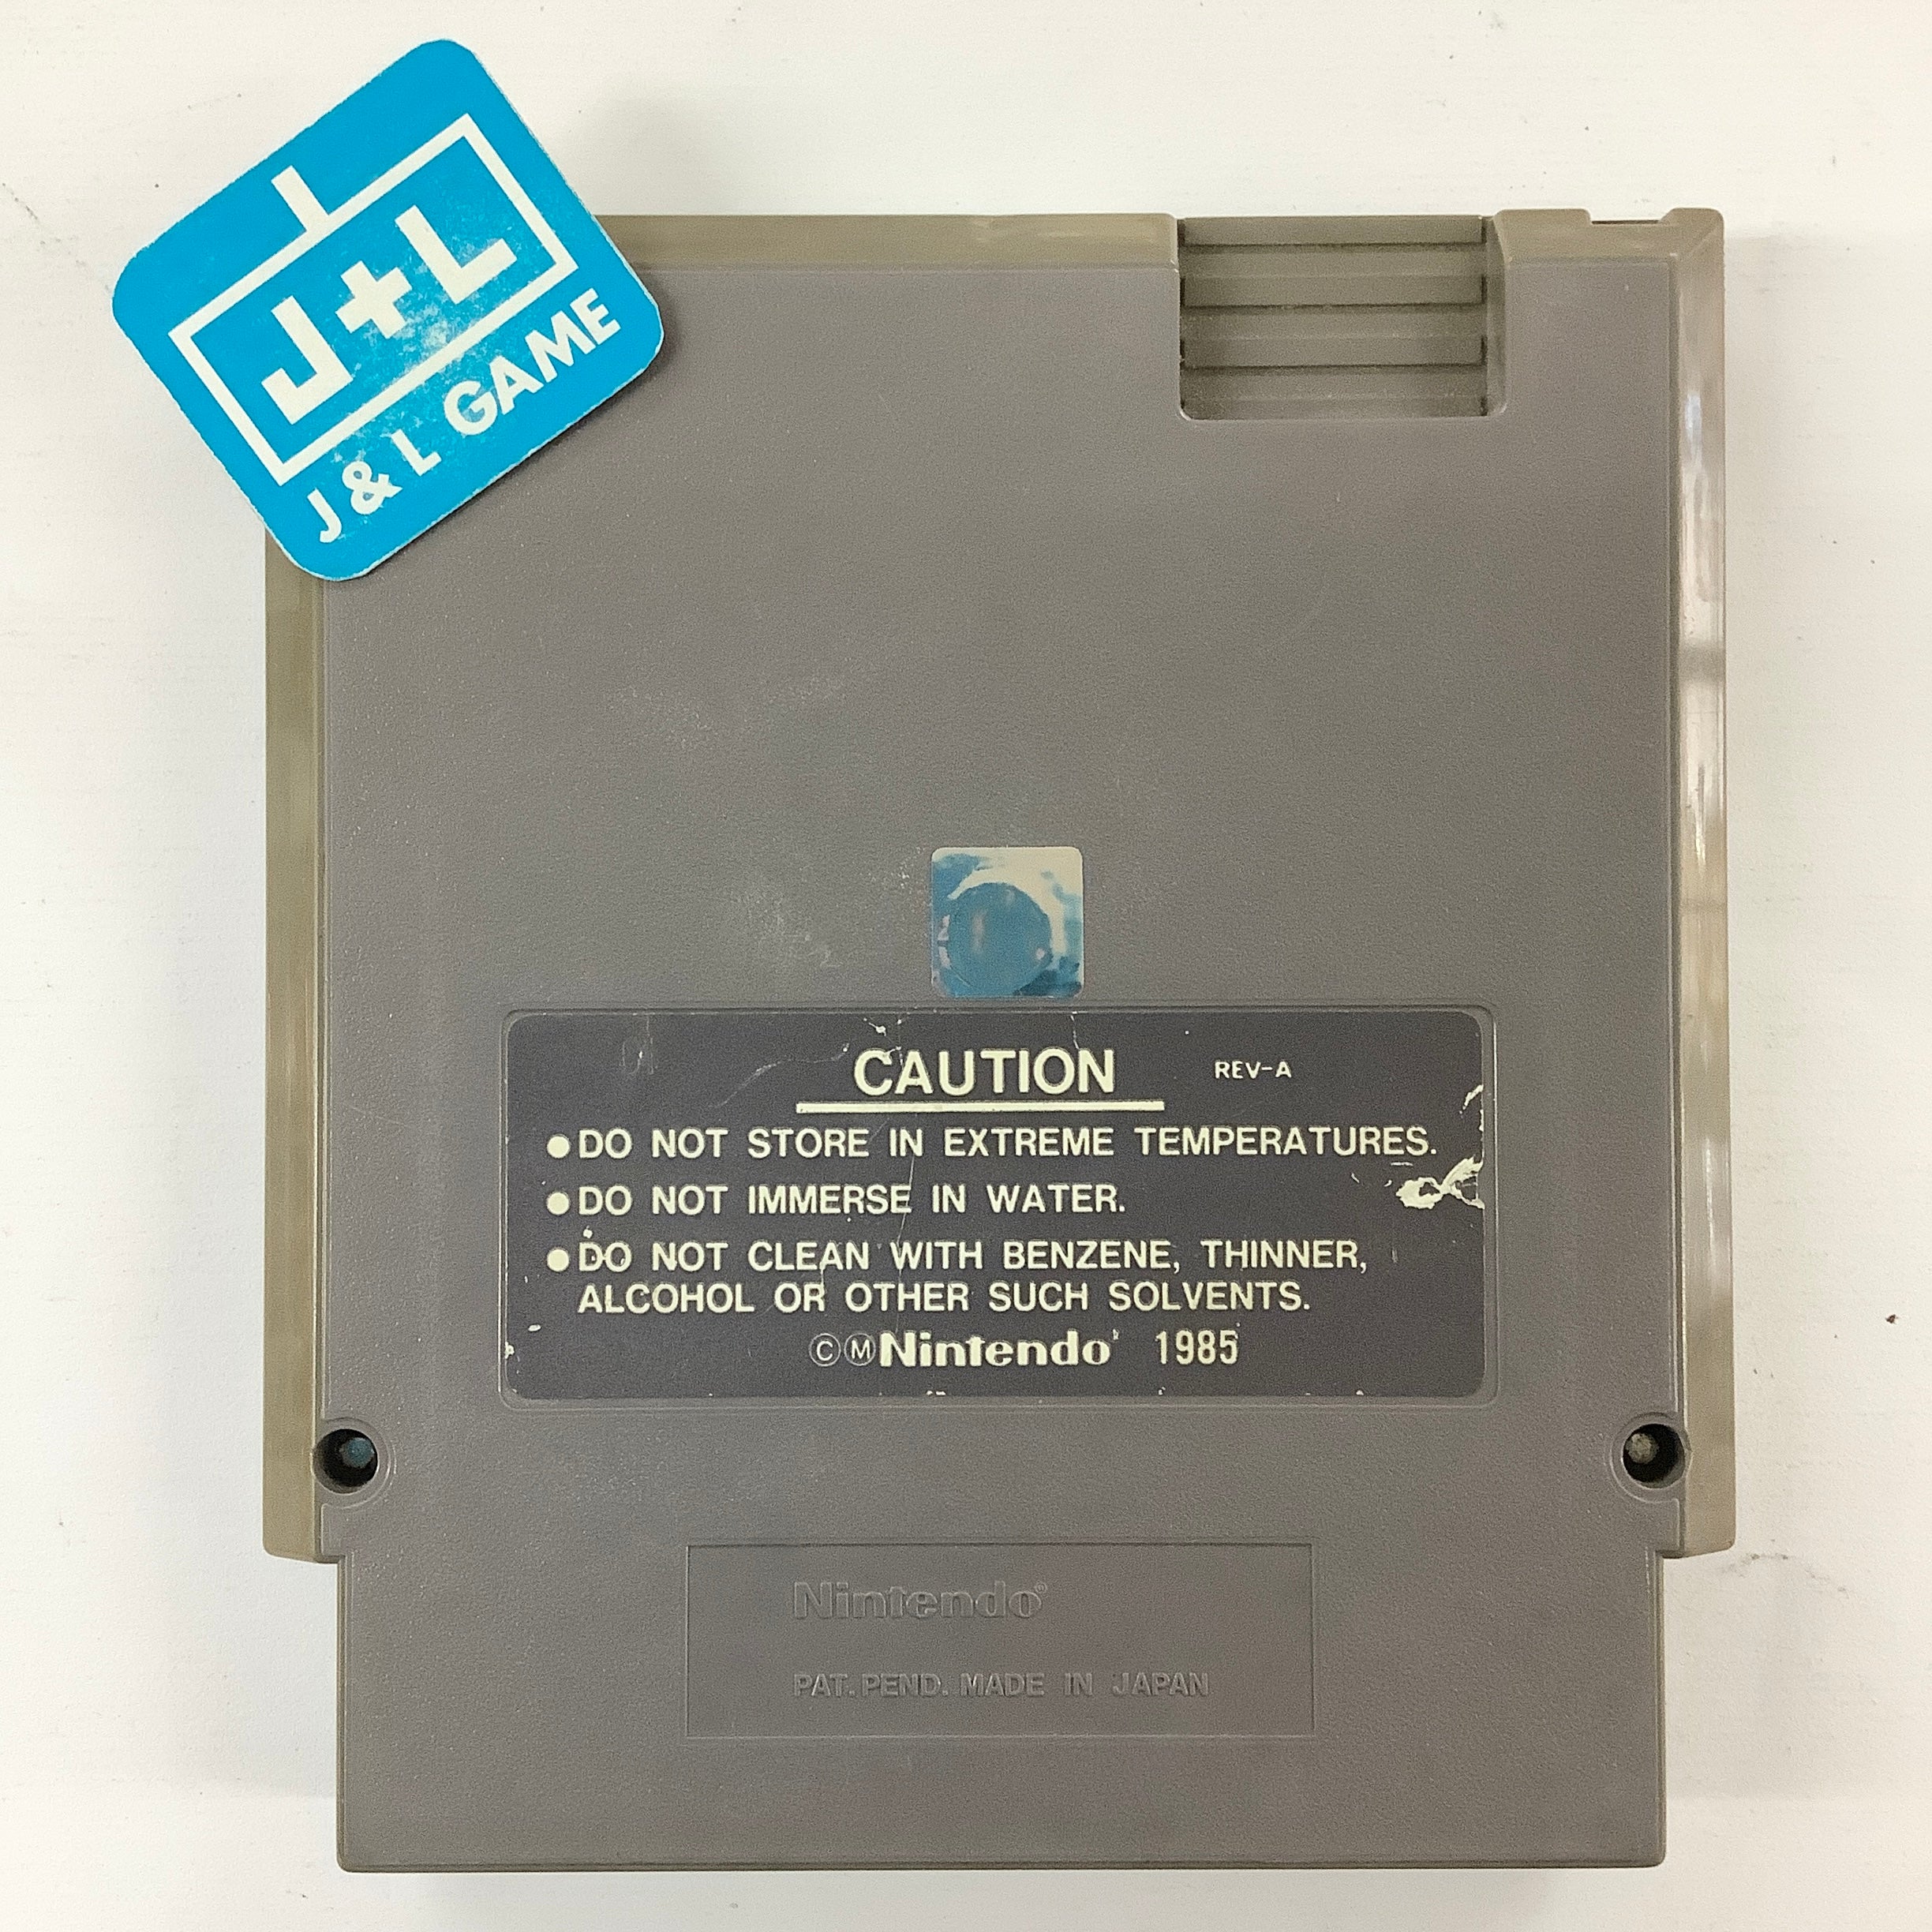 J+L
J & L GAME
CAUTION REV-A
●DO NOT STORE IN EXTREME TEMPERATURES.
●DO NOT IMMERSE IN WATER.
●DO NOT CLEAN WITH BENZENE, THINNER,
ALCOHOL OR OTHER SUCH SOLVENTS.
©ⓂNintendo® 1985
Nintendo®
PAT. PEND. MADE IN JAPAN